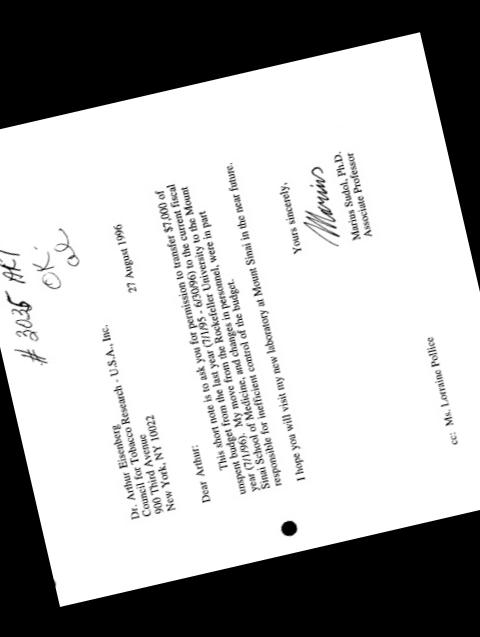 # 3035 AR1
OK.
27 August 1996
Dr. Arthur Eisenberg
Council for Tobacco Research - U.S.A., Inc.
900 Third Avenue
New York, NY 10022
Dear Arthur:
This short note is to ask you for permission to transfer $7,000 of
unspent budget from the last year (7/1/95 - 6/30/96) to the current fiscal
year (7/1/96). My move from the Rockefeller University to the Mount
Sinai School of Medicine, and changes in personnel, were in part
responsible for inefficient control of the budget.
I hope you will visit my new laboratory at Mount Sinai in the near future.
Yours sincerely,
Marius
Marius Sudol, Ph.D.
Associate Professor
cc: Ms. Lorraine Pollice